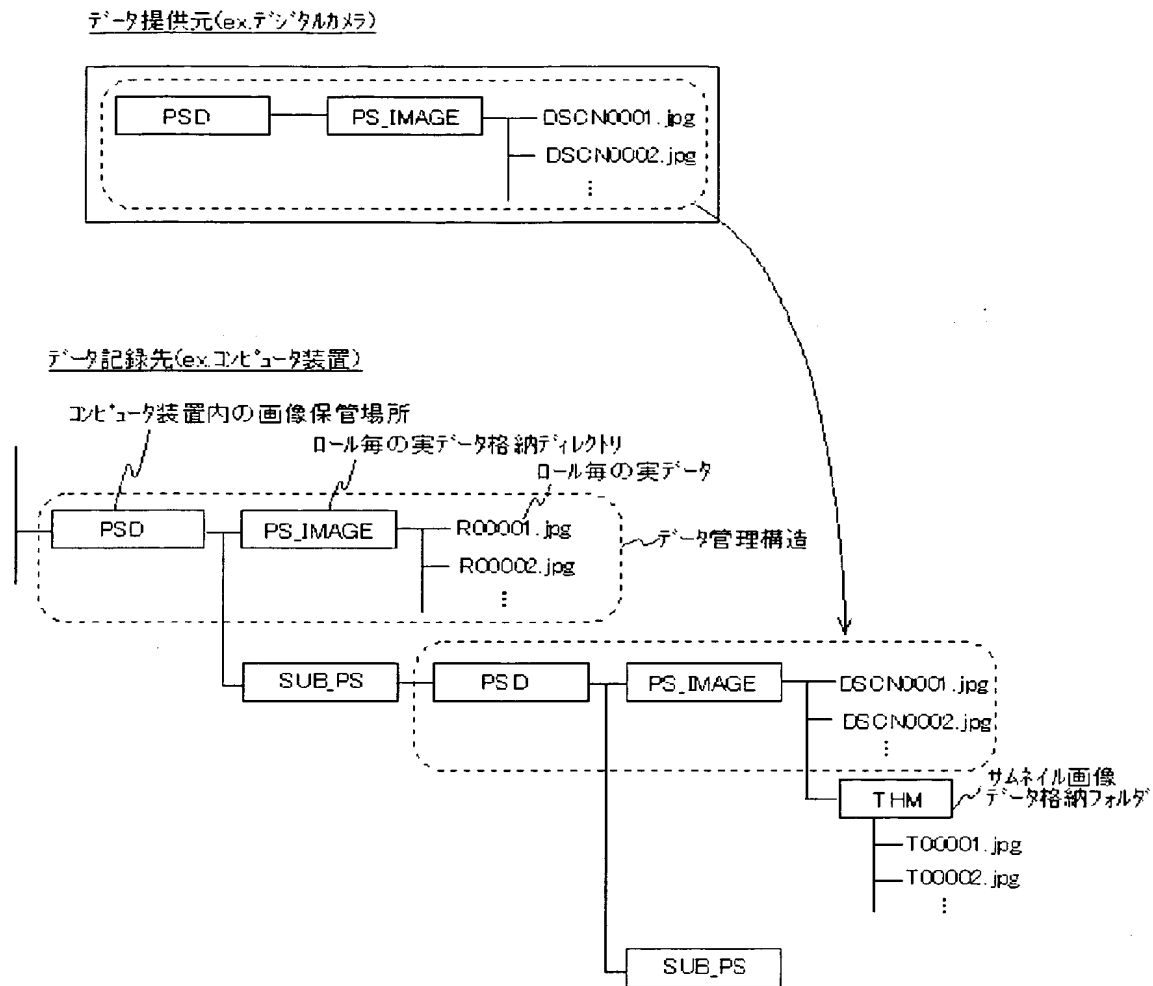 データ提供元(ex.デジタルカメラ)
PSD
PS_IMAGE
DSCN0001.jpg
DSCN0002.jpg
⋮
データ記録先(ex.コンピュータ装置)
コンピュータ装置内の画像保管場所
ロール毎の実データ格納ディレクトリ
ロール毎の実データ
PSD
PS_IMAGE
R00001.jpg
R00002.jpg
⋮
データ管理構造
SUB_PS
PSD
PS_IMAGE
DSCN0001.jpg
DSCN0002.jpg
⋮
サムネイル画像
データ格納フォルダ
THM
T00001.jpg
T00002.jpg
⋮
SUB_PS